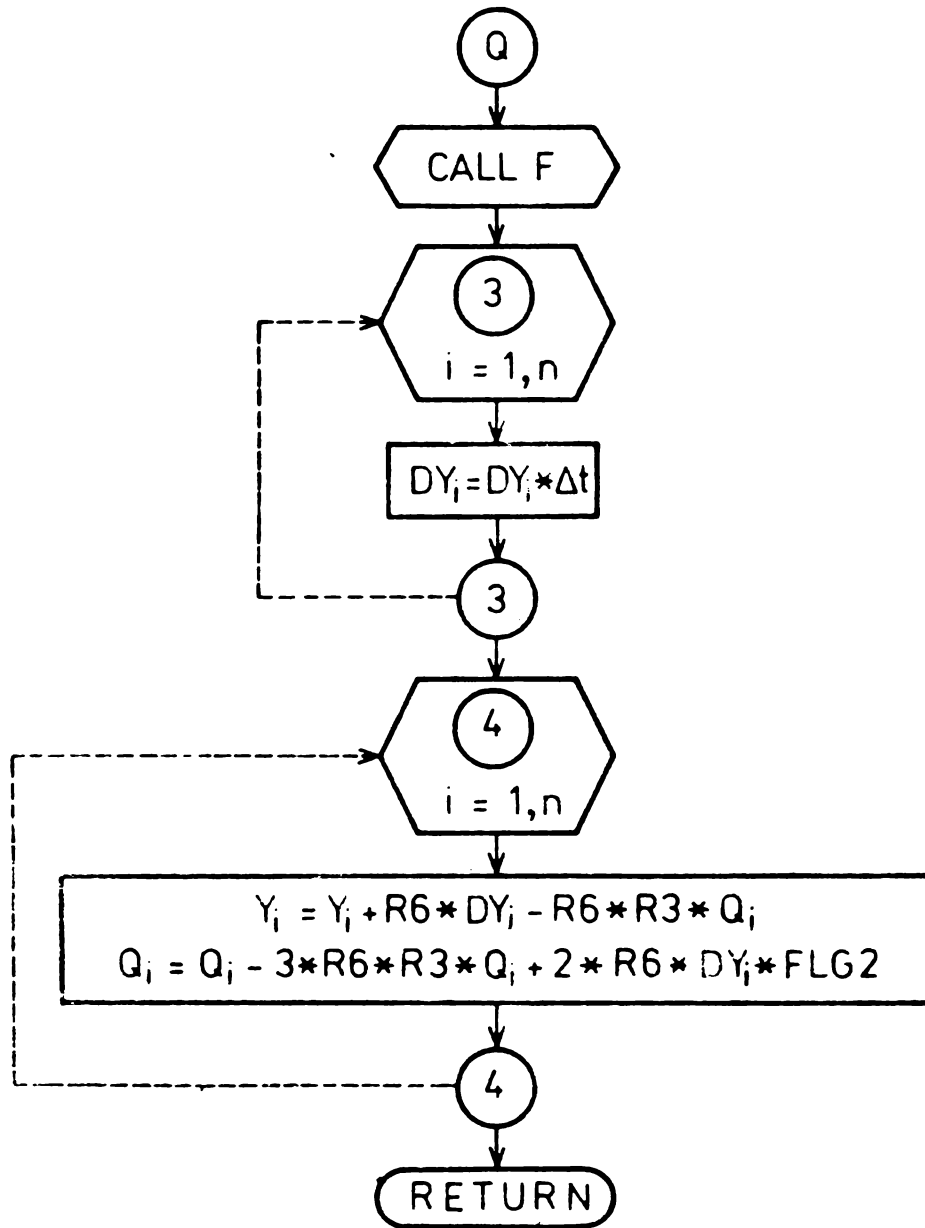 Q
CALL F
3
i = 1,n
DYᵢ=DYᵢ*Δt
3
4
i = 1,n
Yᵢ = Yᵢ+R6*DYᵢ-R6*R3*Qᵢ
Qᵢ = Qᵢ-3*R6*R3*Qᵢ+2*R6*DYᵢ*FLG2
4
RETURN